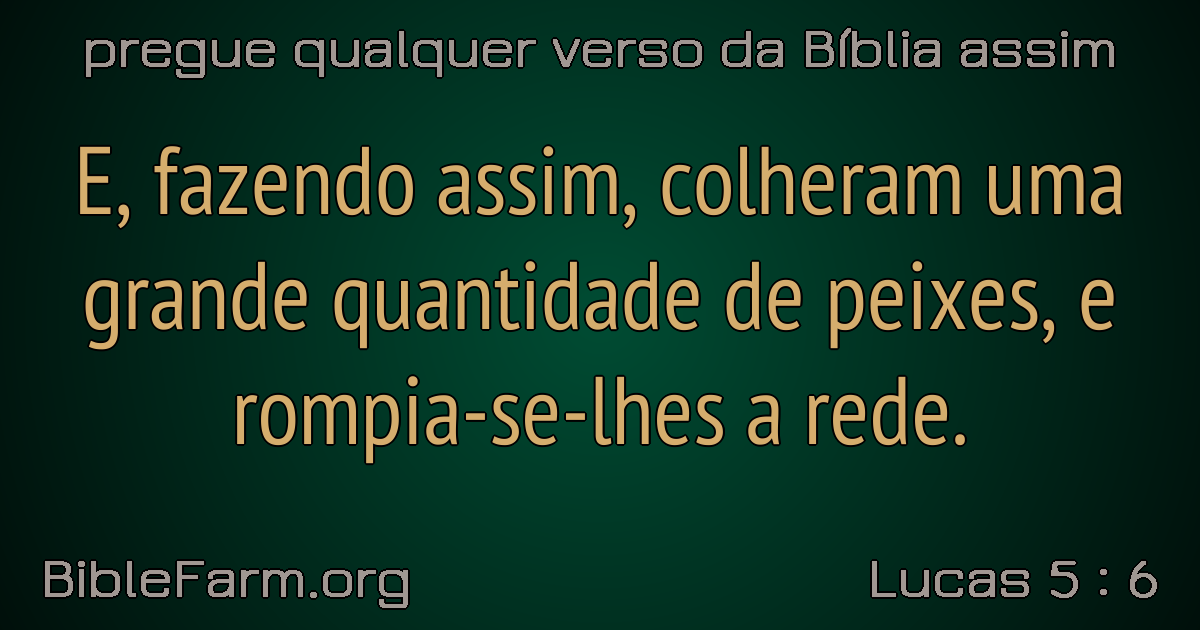 pregue qualquer verso da Bíblia assim
E, fazendo assim, colheram uma
grande quantidade de peixes, e
rompia-se-lhes a rede.
BibleFarm.org
Lucas 5 : 6